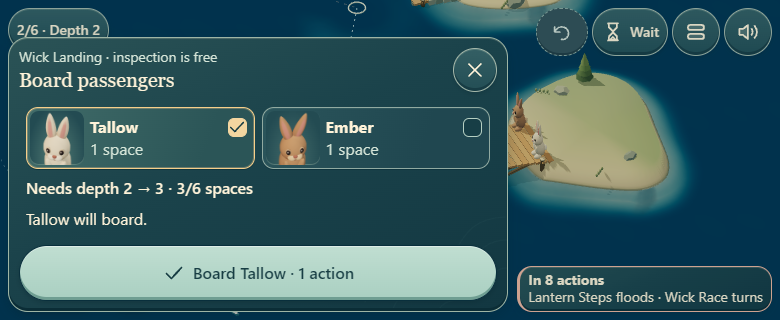 2/6 · Depth 2
Wait
Wick Landing · inspection is free
Board passengers
Tallow
1 space
Ember
1 space
Needs depth 2 → 3 · 3/6 spaces
Tallow will board.
Board Tallow · 1 action
In 8 actions
Lantern Steps floods · Wick Race turns